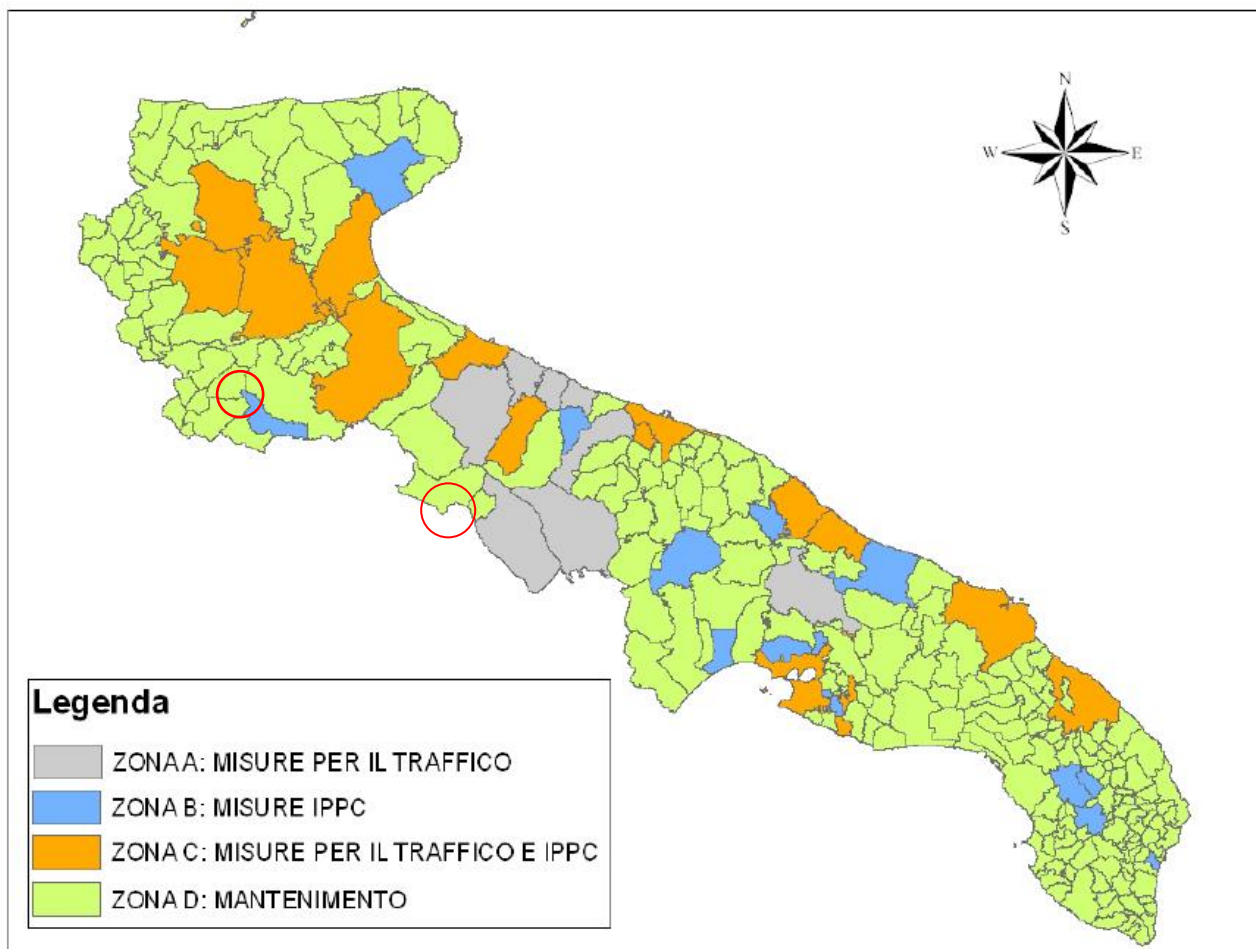 N
W E
S
Legenda
ZONA A: MISURE PER IL TRAFFICO
ZONA B: MISURE IPPC
ZONA C: MISURE PER IL TRAFFICO E IPPC
ZONA D: MANTENIMENTO